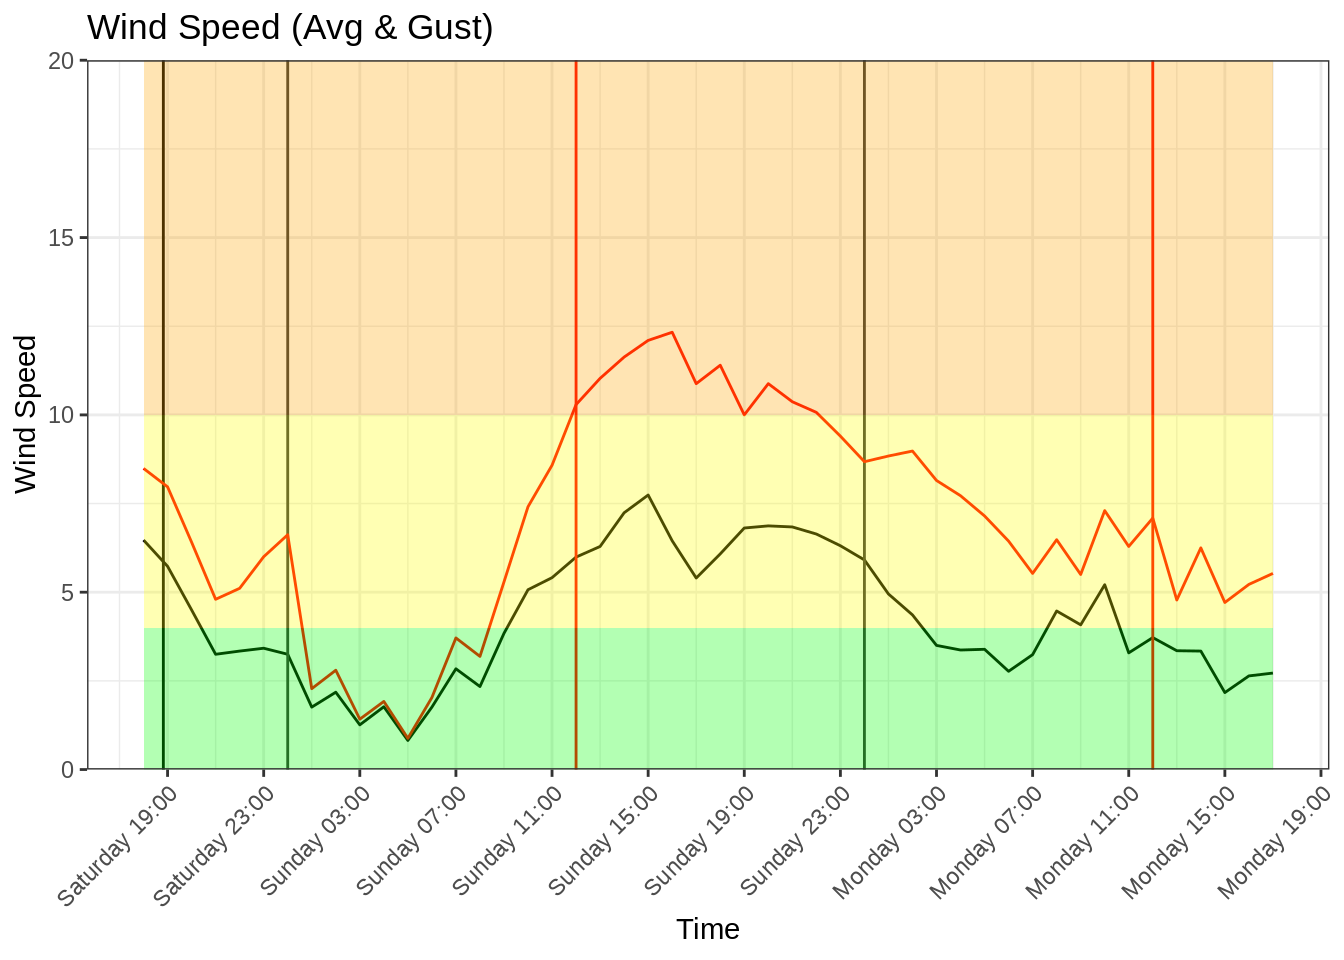 Wind Speed (Avg & Gust)
20
15
10
5
0
Wind Speed
Saturday 19:00
Saturday 23:00
Sunday 03:00
Sunday 07:00
Sunday 11:00
Sunday 15:00
Sunday 19:00
Sunday 23:00
Monday 03:00
Monday 07:00
Monday 11:00
Monday 15:00
Monday 19:00
Time